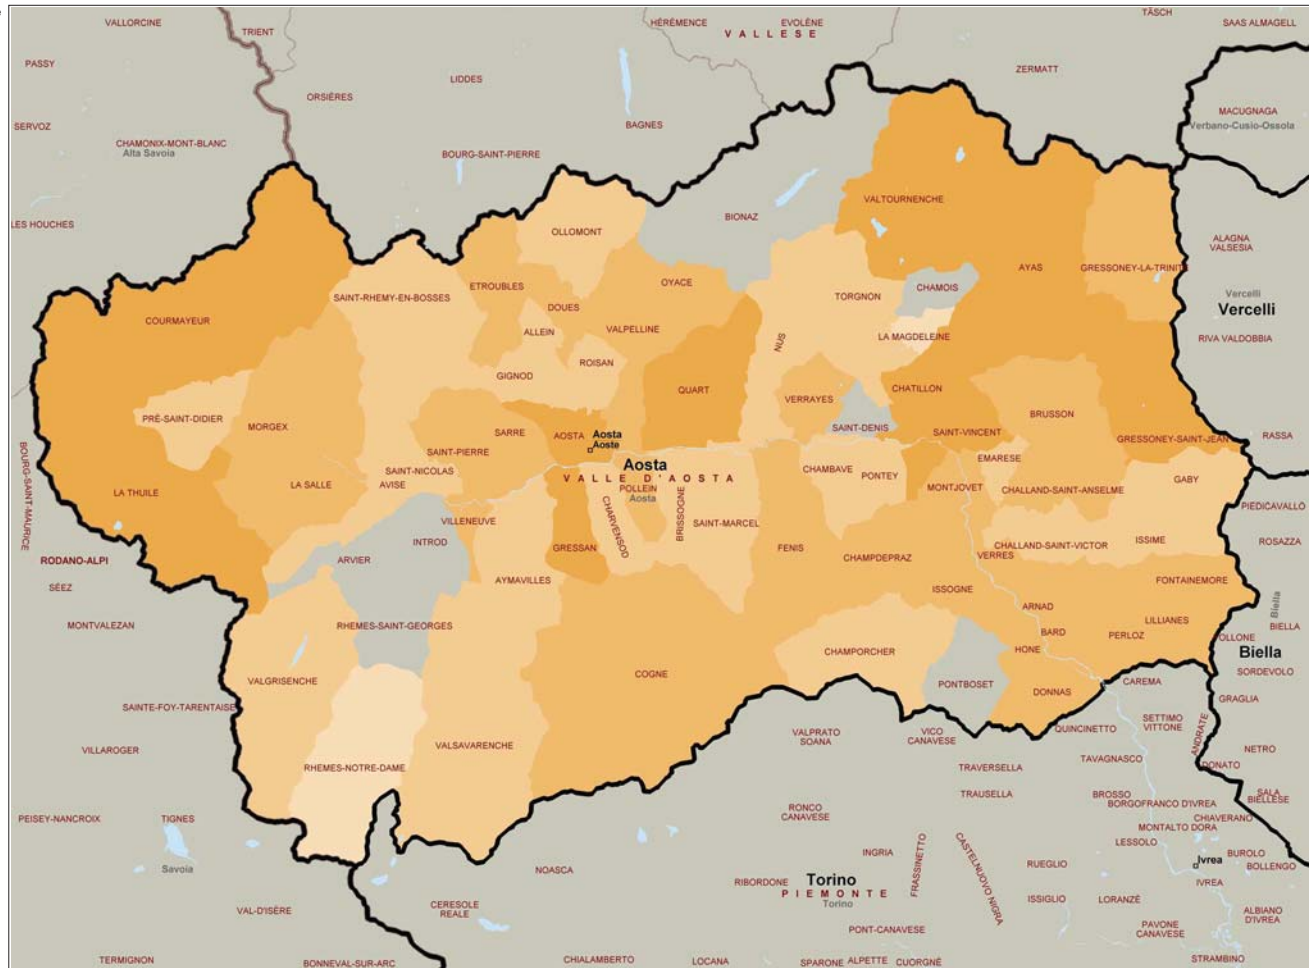 VALLORCINE
TRIENT
HÉRÉMENCE
EVOLÈNE
VALLESE
TÄSCH
SAAS ALMAGELL
PASSY
ORSIÈRES
LIDDES
ZERMATT
SERVOZ
CHAMONIX-MONT-BLANC
Alta Savoia
BAGNES
BOURG-SAINT-PIERRE
MACUGNAGA
Verbano-Cusio-Ossola
LES HOUCHES
OLLOMONT
BIONAZ
VALTOURNENCHE
ALAGNA
VALSESIA
AYAS
GRESSONEY-LA-TRINITÉ
SAINT-RHEMY-EN-BOSSES
ETROUBLES
OYACE
TORGNON
CHAMOIS
Vercelli
Vercelli
COURMAYEUR
DOUES
ALLEIN
VALPELLINE
NUS
LA MAGDELEINE
RIVA VALDOBBIA
GIGNOD
ROISAN
QUART
VERRAYES
CHATILLON
BRUSSON
PRÉ-SAINT-DIDIER
MORGEX
SARRE
AOSTA
Aosta
Aoste
SAINT-DENIS
SAINT-VINCENT
GRESSONEY-SAINT-JEAN
RASSA
BOURG-SAINT-MAURICE
SAINT-PIERRE
SAINT-NICOLAS
AVISE
LA SALLE
Aosta
VALLE D'AOSTA
POLLEIN
Aosta
CHARVENSOD
BRISSOGNE
CHAMBAVE
PONTEY
EMARESE
MONTJOVET
CHALLAND-SAINT-ANSELME
GABY
LA THUILE
VILLENEUVE
SAINT-MARCEL
PIEDICAVALLO
ARVIER
INTROD
GRESSAN
FENIS
CHAMPDEPRAZ
VERRES
CHALLAND-SAINT-VICTOR
ISSIME
ROSAZZA
RODANO-ALPI
SÉEZ
AYMAVILLES
ISSOGNE
FONTAINEMORE
MONTVALEZAN
RHEMES-SAINT-GEORGES
ARNAD
BARD
PERLOZ
LILLIANES
Biella
BIELLA
OLLONE
Biella
VALGRISENCHE
COGNE
CHAMPORCHER
HONE
PONTBOSET
DONNAS
CAREMA
SORDEVOLO
GRAGLIA
SAINTE-FOY-TARENTAISE
VILLAROGER
VALSAVARENCHE
RHEMES-NOTRE-DAME
VALPRATO
SOANA
VICO
CANAVESE
QUINCINETTO
SETTIMO
VITTONE
ANDRATE
NETRO
TRAVERSELLA
TAVAGNASCO
DONATO
TRAUSELLA
BROSSO
SALA
BIELLESE
PEISEY-NANCROIX
TIGNES
RONCO
CANAVESE
BORGOFRANCO D'IVREA
CHIAVERANO
MONTALTO DORA
LESSOLO
INGRIA
FRASSINETTO
CASTELNUOVO NIGRA
RUEGLIO
Ivrea
BUROLO
BOLLENGO
Savoia
NOASCA
RIBORDONE
Torino
PIEMONTE
Torino
IVREA
ISSIGLIO
LORANZÉ
VAL-D'ISÈRE
CERESOLE
REALE
PONT-CANAVESE
PAVONE
CANAVESE
ALBIANO
D'IVREA
TERMIGNON
BONNEVAL-SUR-ARC
CHIALAMBERTO
LOCANA
SPARONE
ALPETTE
CUORGNÉ
STRAMBINO